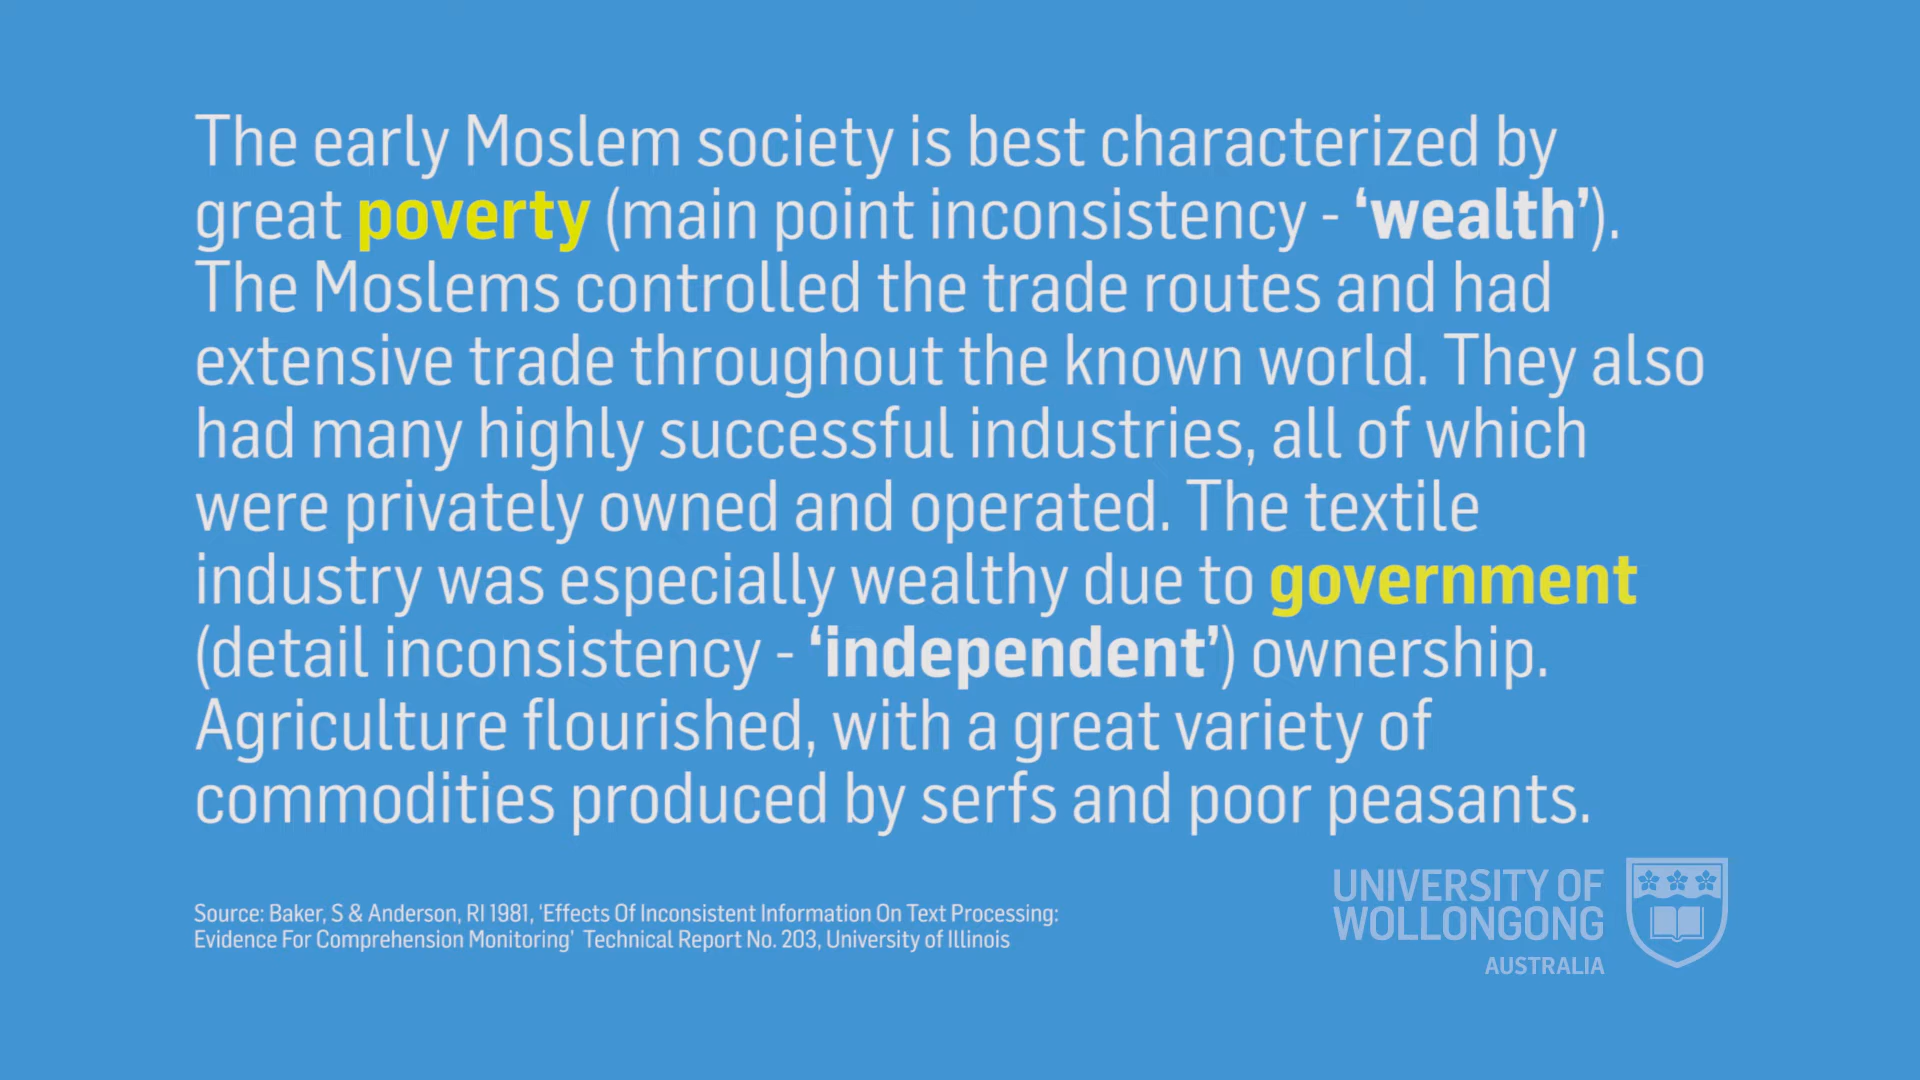 The early Moslem society is best characterized by
great poverty (main point inconsistency - ‘wealth’).
The Moslems controlled the trade routes and had
extensive trade throughout the known world. They also
had many highly successful industries, all of which
were privately owned and operated. The textile
industry was especially wealthy due to government
(detail inconsistency - ‘independent’) ownership.
Agriculture flourished, with a great variety of
commodities produced by serfs and poor peasants.
Source: Baker, S & Anderson, RI 1981, ‘Effects Of Inconsistent Information On Text Processing:
Evidence For Comprehension Monitoring’ Technical Report No. 203, University of Illinois
UNIVERSITY OF
WOLLONGONG
AUSTRALIA